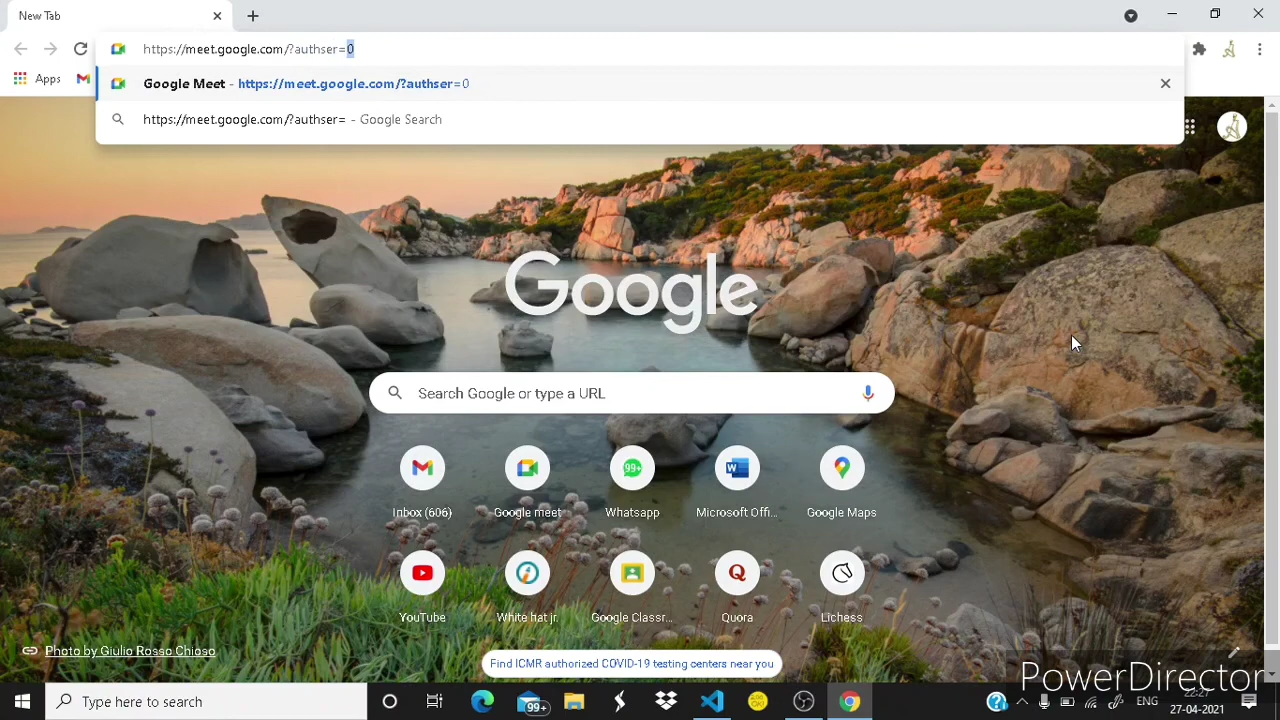 New Tab
https://meet.google.com/?authser=0
Apps
Google Meet - https://meet.google.com/?authser=0
https://meet.google.com/?authser= - Google Search
Google
Search Google or type a URL
99+
Inbox (606)
Google meet
Whatsapp
Microsoft Offi...
Google Maps
YouTube
White hat jr.
Google Classr...
Quora
Lichess
Photo by Giulio Rosso Chioso
Find ICMR authorized COVID-19 testing centers near you
PowerDirector
Type here to search
99+
ENG
22:27
27-04-2021